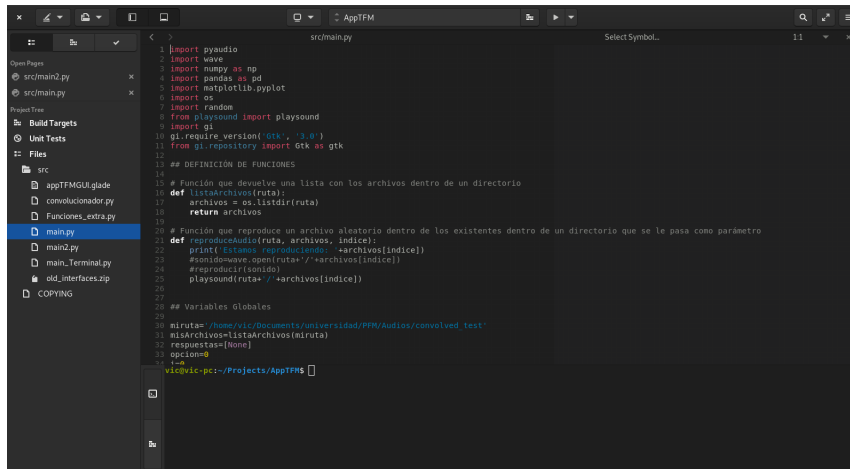 AppTFM
src/main.py
Select Symbol...
1:1
Open Pages
src/main2.py
src/main.py
Project Tree
Build Targets
Unit Tests
Files
src
appTFMGUI.glade
convolucionador.py
Funciones_extra.py
main.py
main2.py
main_Terminal.py
old_interfaces.zip
COPYING
1 import pyaudio
2 import wave
3 import numpy as np
4 import pandas as pd
5 import matplotlib.pyplot
6 import os
7 import random
8 from playsound import playsound
9 import gi
10 gi.require_version('Gtk', '3.0')
11 from gi.repository import Gtk as gtk
12
13 ## DEFINICIÓN DE FUNCIONES
14
15 # Función que devuelve una lista con los archivos dentro de un directorio
16 def listaArchivos(ruta):
17 archivos = os.listdir(ruta)
18 return archivos
19
20 # Función que reproduce un archivo aleatorio dentro de los existentes dentro de un directorio que se le pasa como parámetro
21 def reproduceAudio(ruta, archivos, indice):
22 print('Estamos reproduciendo: '+archivos[indice])
23 #sonido=wave.open(ruta+'/'+archivos[indice])
24 #reproducir(sonido)
25 playsound(ruta+'/'+archivos[indice])
26
27
28 ## Variables Globales
29
30 miruta='/home/vic/Documents/universidad/PFM/Audios/convolved_test'
31 misArchivos=listaArchivos(miruta)
32 respuestas=[None]
33 opcion=0
34 i=0
vic@vic-pc:~/Projects/AppTFM$